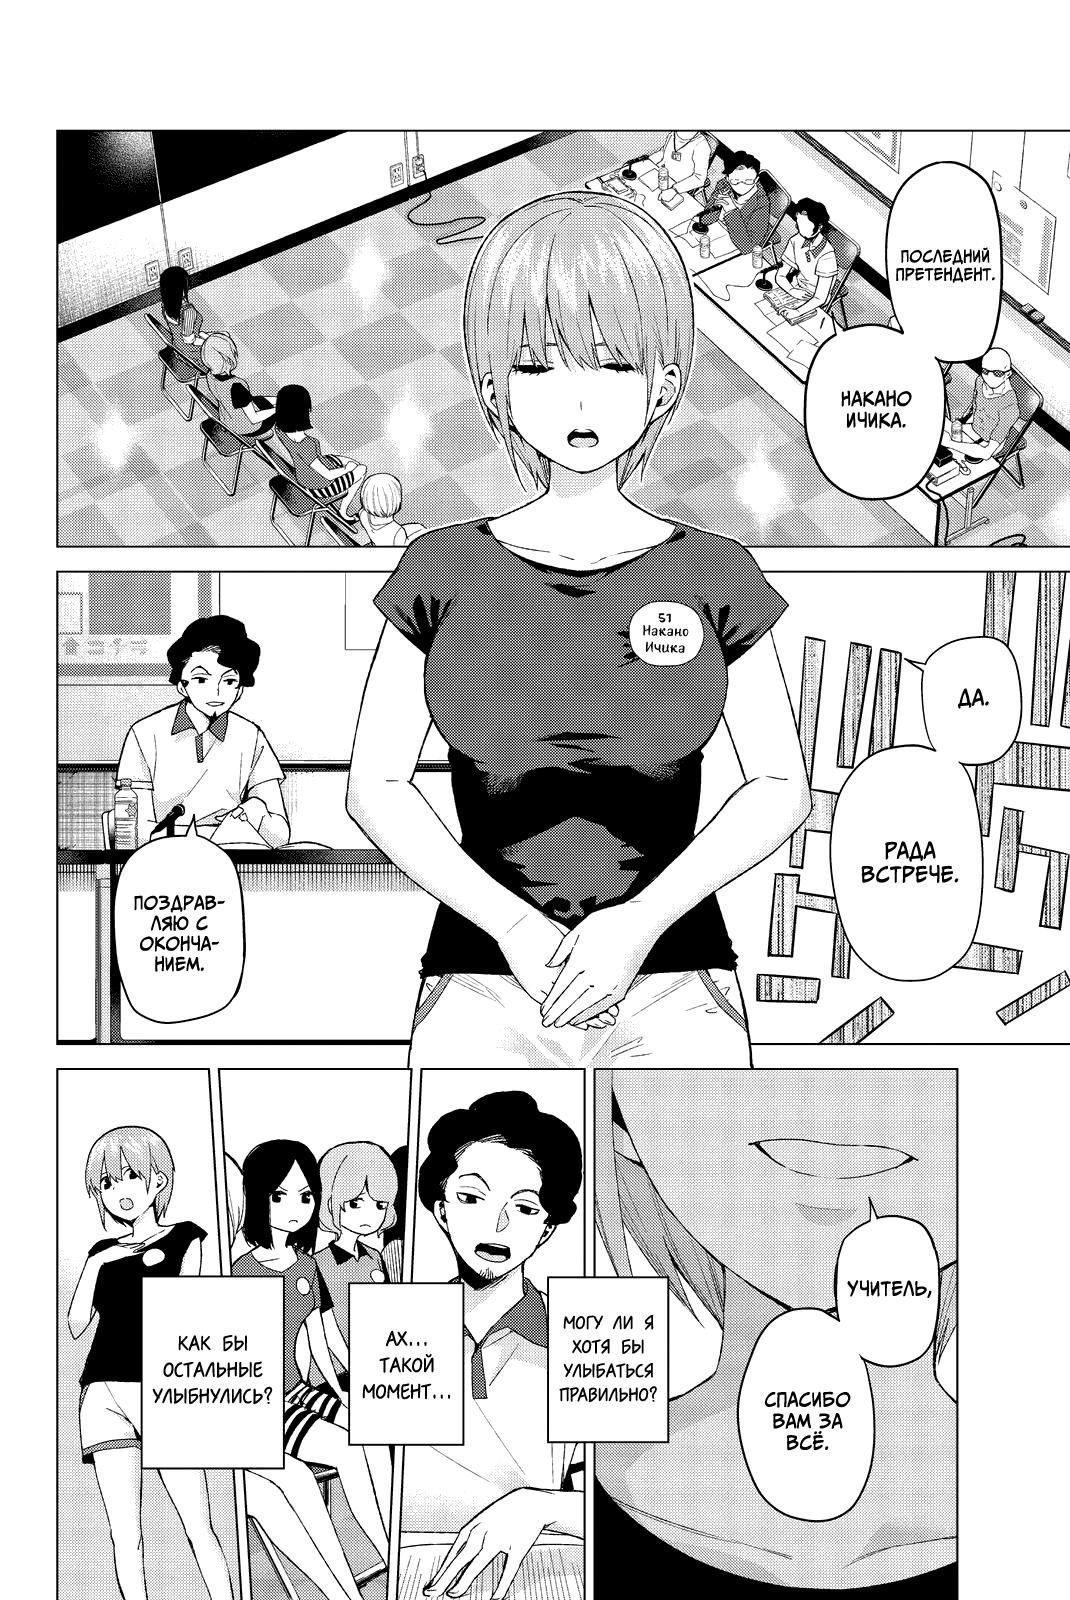 ПОСЛЕДНИЙ
ПРЕТЕНДЕНТ.
НАКАНО
ИЧИКА.
51
Накано
Ичика
ДА.
РАДА
ВСТРЕЧЕ.
ПОЗДРАВ-
ЛЯЮ С
ОКОНЧА-
НИЕМ.
УЧИТЕЛЬ,
СПАСИБО
ВАМ ЗА
ВСЁ.
МОГУ ЛИ Я
ХОТЯ БЫ
УЛЫБАТЬСЯ
ПРАВИЛЬНО?
АХ...
ТАКОЙ
МОМЕНТ...
КАК БЫ
ОСТАЛЬНЫЕ
УЛЫБНУЛИСЬ?